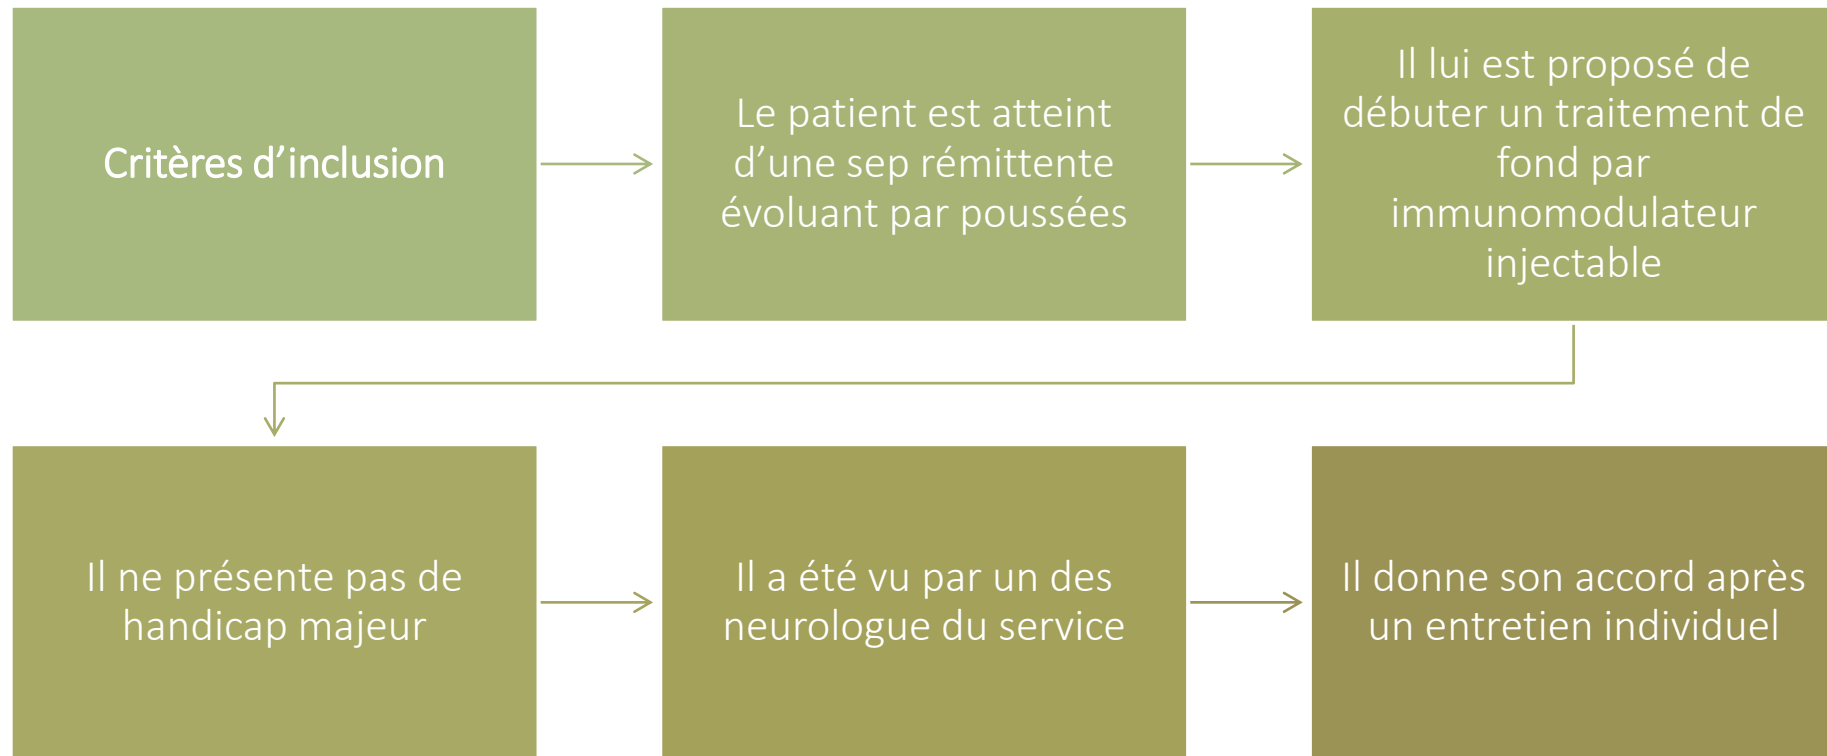 Critères d’inclusion
Le patient est atteint
d’une sep rémittente
évoluant par poussées
Il lui est proposé de
débuter un traitement de
fond par
immunomodulateur
injectable
Il ne présente pas de
handicap majeur
Il a été vu par un des
neurologue du service
Il donne son accord après
un entretien individuel